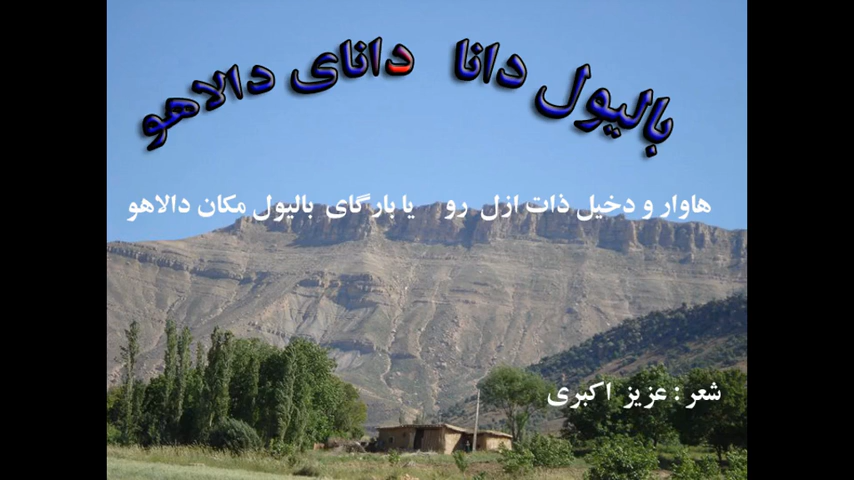 بالیول دانا دانای دالاهو
هاوار و دخیل ذات ازل رو یا بارگای بالیول مکان دالاهو
شعر : عزیز اکبری